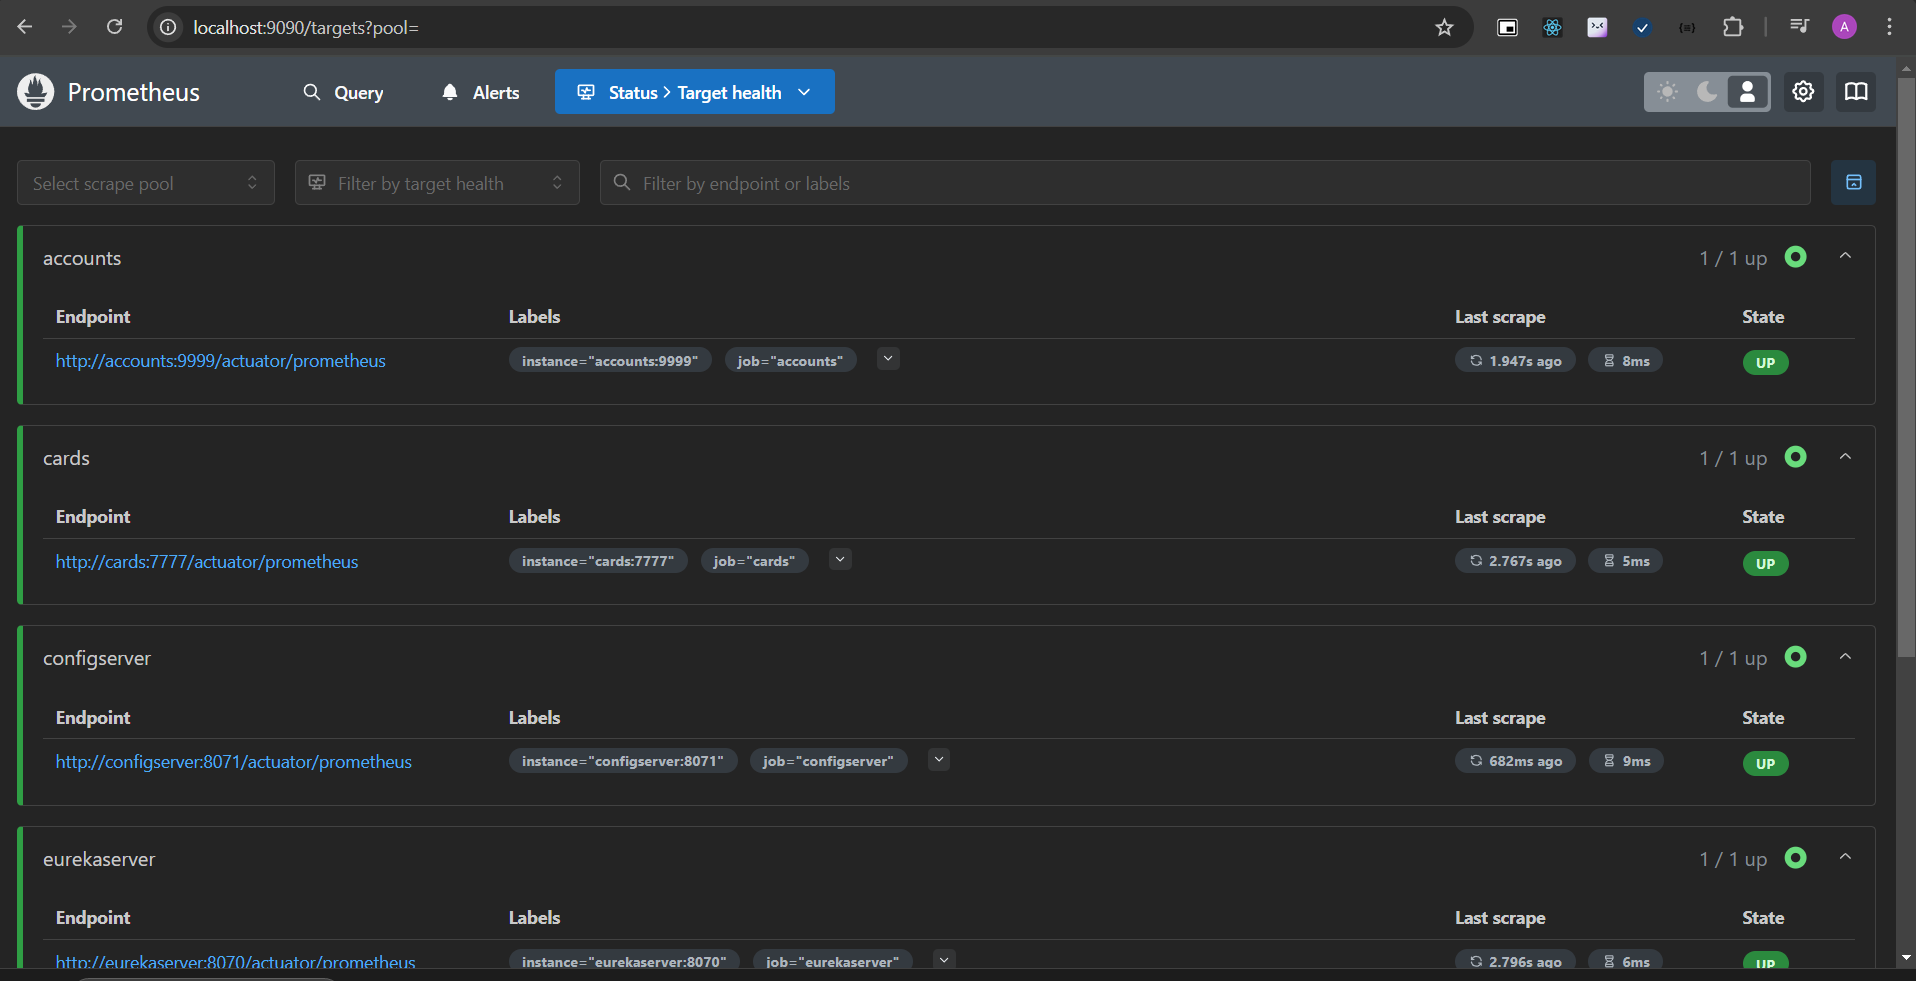 localhost:9090/targets?pool=
A
Prometheus
Query
Alerts
Status > Target health
Select scrape pool
Filter by target health
Filter by endpoint or labels
accounts
1 / 1 up
Endpoint Labels Last scrape State
http://accounts:9999/actuator/prometheus instance="accounts:9999" job="accounts" 1.947s ago 8ms UP
cards
1 / 1 up
Endpoint Labels Last scrape State
http://cards:7777/actuator/prometheus instance="cards:7777" job="cards" 2.767s ago 5ms UP
configserver
1 / 1 up
Endpoint Labels Last scrape State
http://configserver:8071/actuator/prometheus instance="configserver:8071" job="configserver" 682ms ago 9ms UP
eurekaserver
1 / 1 up
Endpoint Labels Last scrape State
http://eurekaserver:8070/actuator/prometheus instance="eurekaserver:8070" job="eurekaserver" 2.796s ago 6ms UP